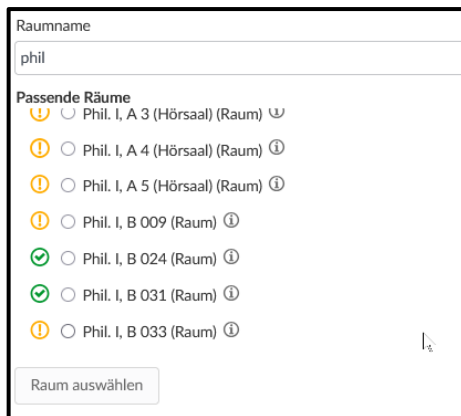 Raumname
phil
Passende Räume
Phil. I, A 3 (Hörsaal) (Raum)
Phil. I, A 4 (Hörsaal) (Raum)
Phil. I, A 5 (Hörsaal) (Raum)
Phil. I, B 009 (Raum)
Phil. I, B 024 (Raum)
Phil. I, B 031 (Raum)
Phil. I, B 033 (Raum)
Raum auswählen